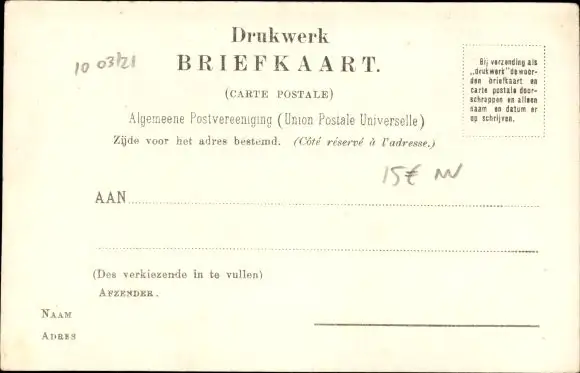 Drukwerk
BRIEFKAART.
(CARTE POSTALE)
Algemeene Postvereeniging (Union Postale Universelle)
Zijde voor het adres bestemd. (Côté réservé à l'adresse.)
10 03/21
Bij verzending als
„drukwerk" de woor-
den briefkaart en
carte postale door-
schrappen en alleen
naam en datum er
op schrijven.
15€
AAN
(Des verkiezende in te vullen)
AFZENDER.
NAAM
ADRES